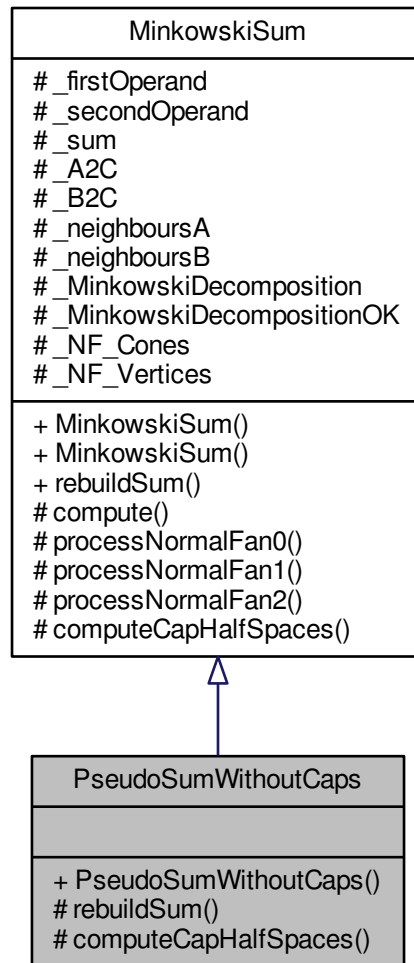 MinkowskiSum
# _firstOperand
# _secondOperand
# _sum
# _A2C
# _B2C
# _neighboursA
# _neighboursB
# _MinkowskiDecomposition
# _MinkowskiDecompositionOK
# _NF_Cones
# _NF_Vertices
+ MinkowskiSum()
+ MinkowskiSum()
+ rebuildSum()
# compute()
# processNormalFan0()
# processNormalFan1()
# processNormalFan2()
# computeCapHalfSpaces()
PseudoSumWithoutCaps
+ PseudoSumWithoutCaps()
# rebuildSum()
# computeCapHalfSpaces()